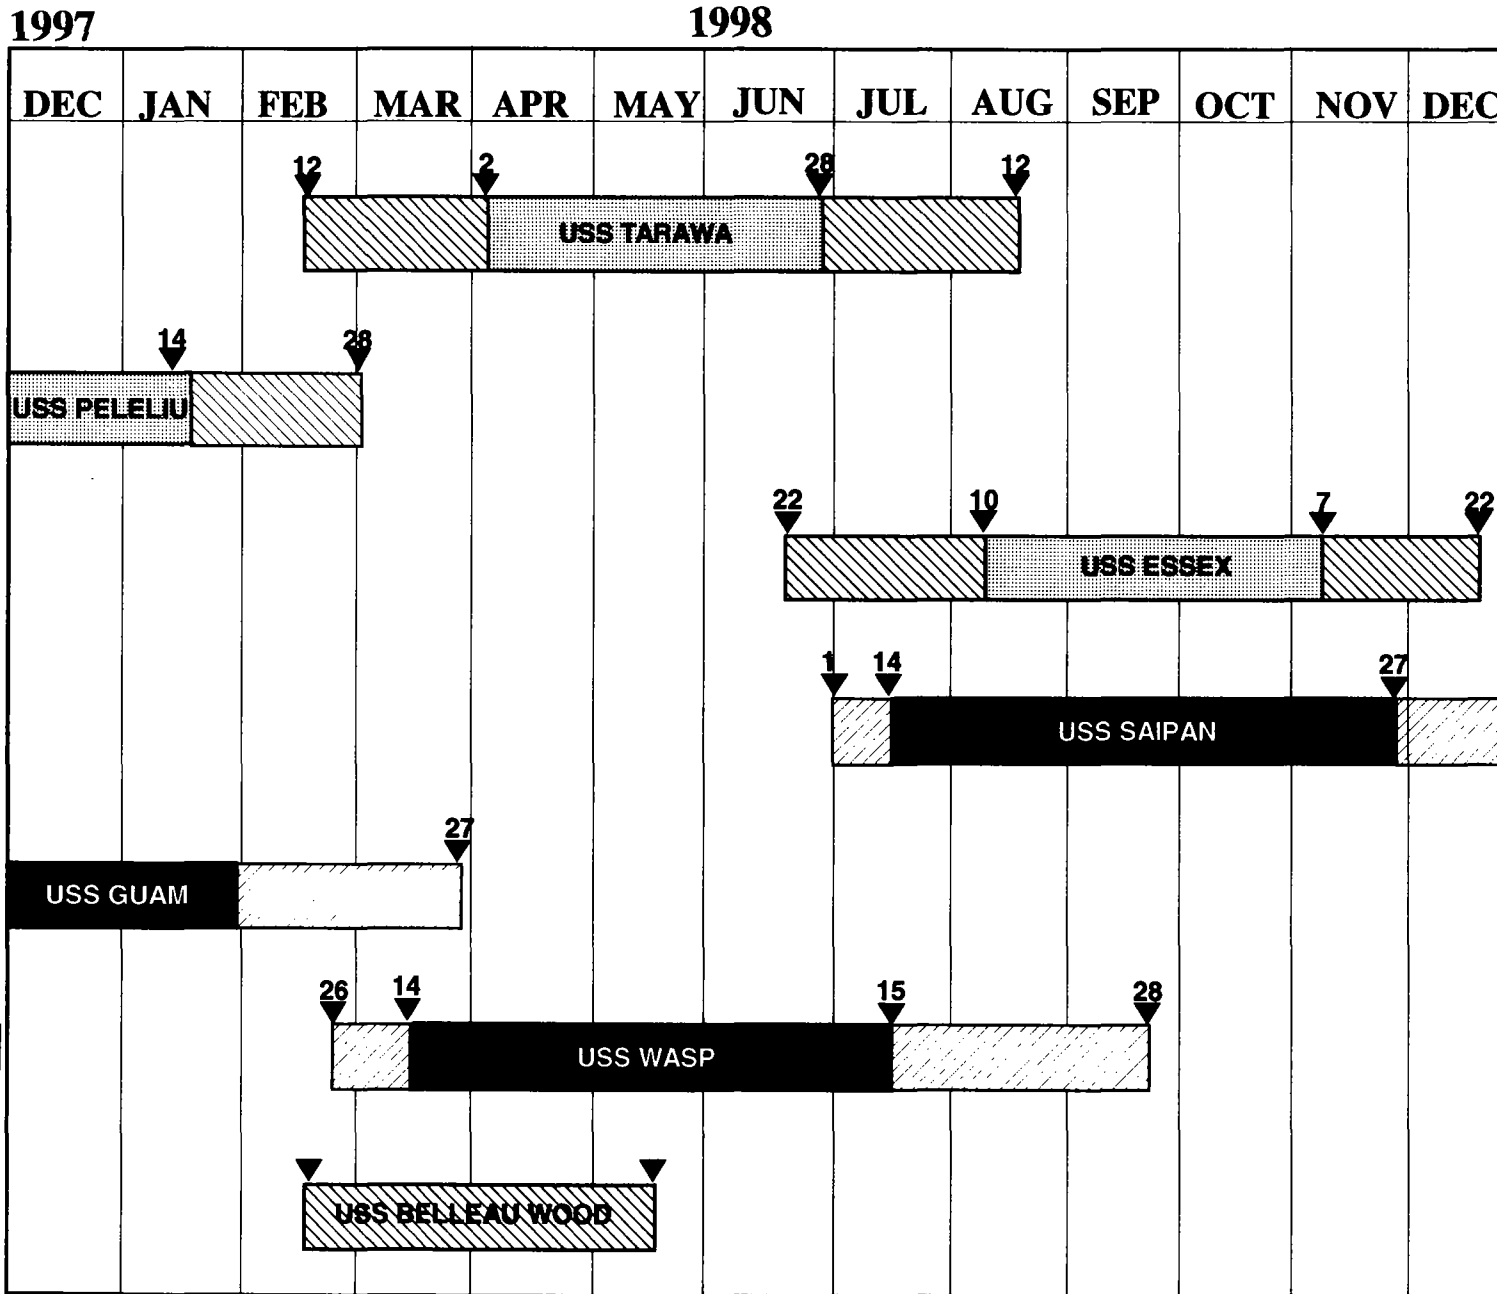 1997 1998
DEC JAN FEB MAR APR MAY JUN JUL AUG SEP OCT NOV DEC
12 2 28 12
USS TARAWA
14 28
USS PELELIU
22 10 7 22
USS ESSEX
1 14 27
USS SAIPAN
27
USS GUAM
26 14 15 28
USS WASP
USS BELLEAU WOOD